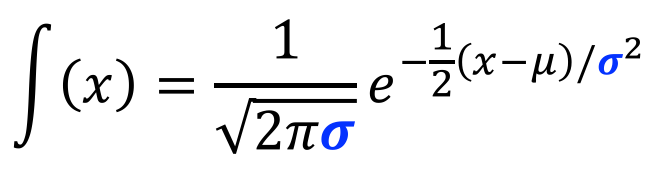 ∫(x) = 1/√(2πσ) e^(−1/2(x−μ)/σ²)